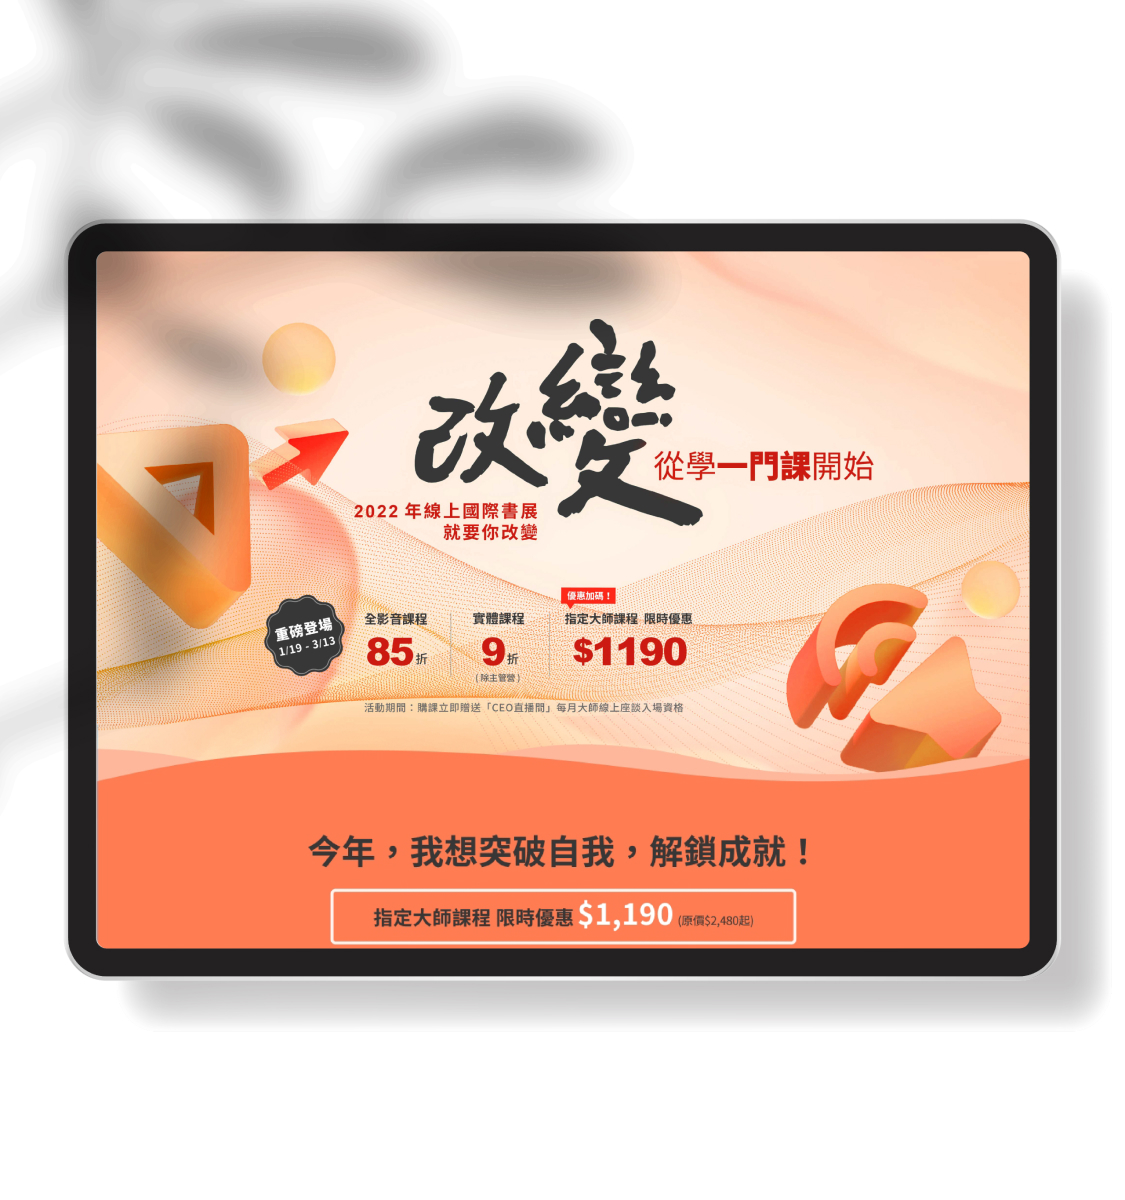 改變
從學一門課開始
2022 年線上國際書展
就要你改變
重磅登場
1/19 - 3/13
全影音課程
85折
實體課程
9折
(除主管營)
優惠加碼！
指定大師課程 限時優惠
$1190
活動期間：購課立即贈送「CEO直播間」每月大師線上座談入場資格
今年，我想突破自我，解鎖成就！
指定大師課程 限時優惠 $1,190 (原價$2,480起)